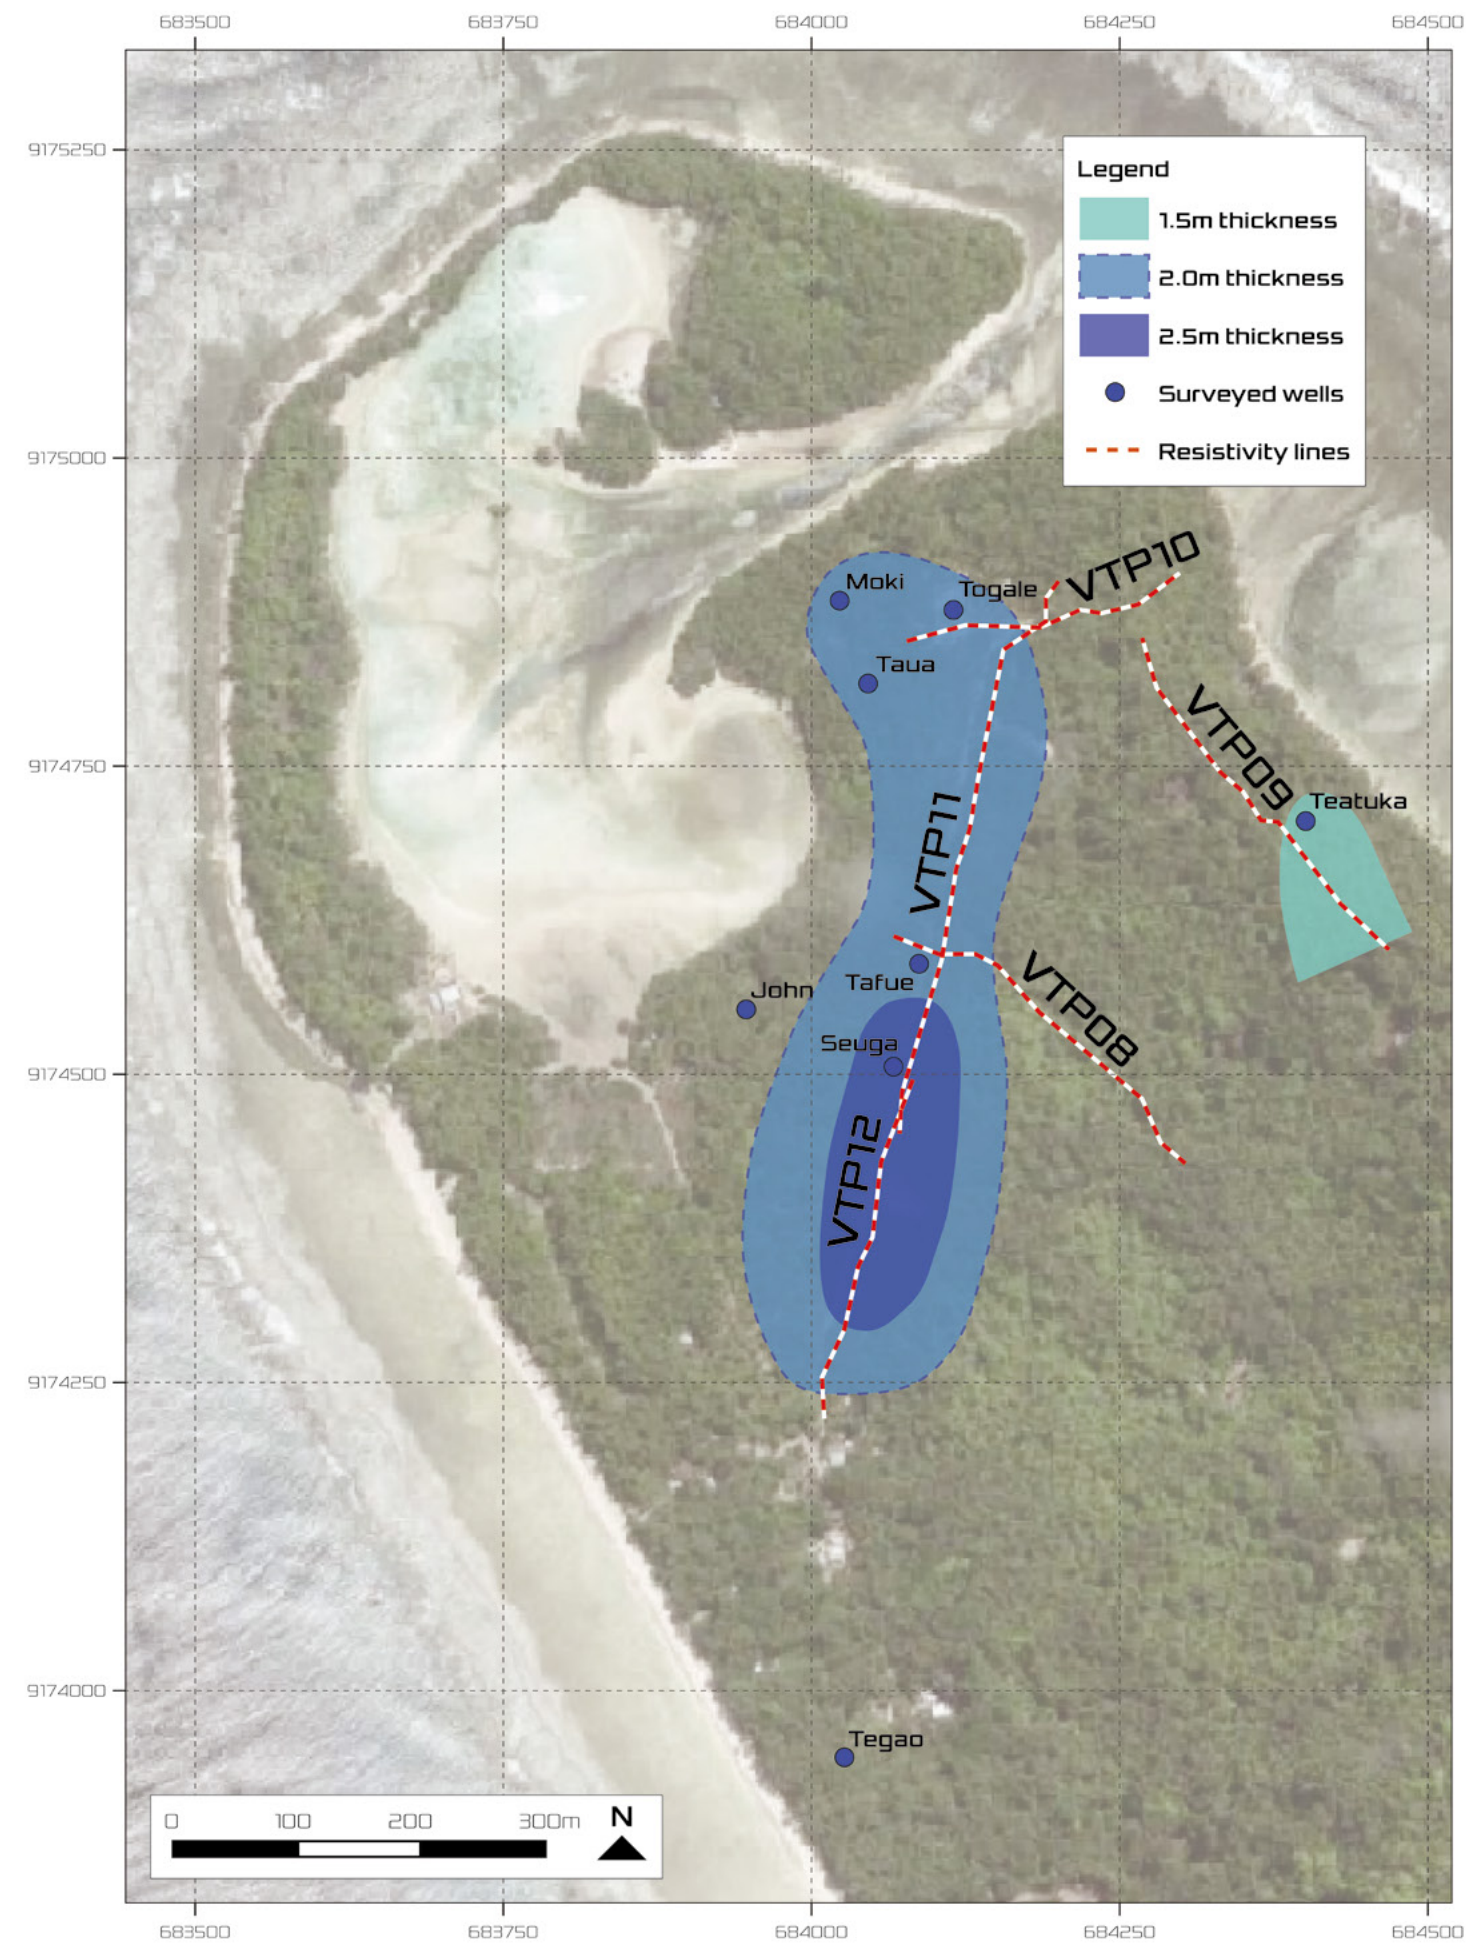 683500 683750 684000 684250 684500
9175250
Legend
1.5m thickness
2.0m thickness
2.5m thickness
Surveyed wells
Resistivity lines
9175000
VTP10
Moki
Togale
Taua
VTP09
9174750
Teatuka
VTP11
VTP08
Tafue
John
Seuga
9174500
VTP12
9174250
9174000
Tegao
0 100 200 300m N
683500 683750 684000 684250 684500